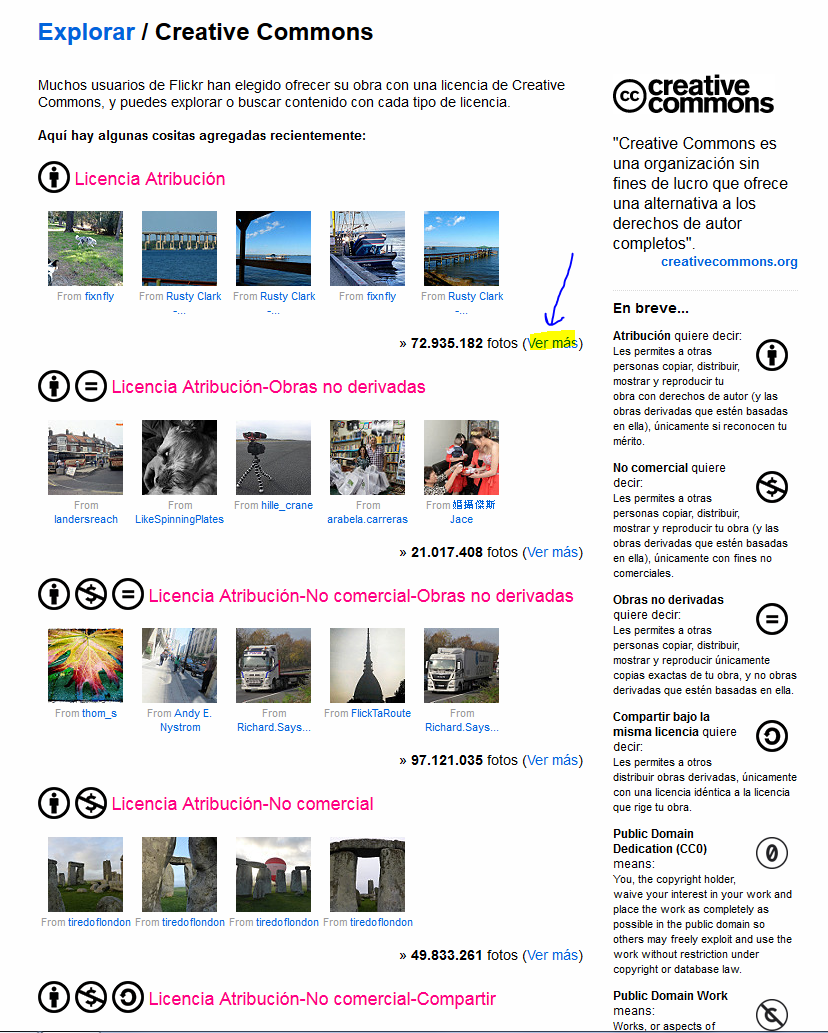 Explorar / Creative Commons
Muchos usuarios de Flickr han elegido ofrecer su obra con una licencia de Creative
Commons, y puedes explorar o buscar contenido con cada tipo de licencia.
Aquí hay algunas cositas agregadas recientemente:
Licencia Atribución
From fixnfly
From Rusty Clark
-...
From Rusty Clark
-...
From fixnfly
From Rusty Clark
-...
» 72.935.182 fotos (Ver más)
Licencia Atribución-Obras no derivadas
From
landersreach
From
LikeSpinningPlates
From hille_crane
From
arabela.carreras
From 婚攝傑斯
Jace
» 21.017.408 fotos (Ver más)
Licencia Atribución-No comercial-Obras no derivadas
From thom_s
From Andy E.
Nystrom
From
Richard.Says...
From FlickTaRoute
From
Richard.Says...
» 97.121.035 fotos (Ver más)
Licencia Atribución-No comercial
From tiredoflondon
From tiredoflondon
From tiredoflondon
From tiredoflondon
» 49.833.261 fotos (Ver más)
Licencia Atribución-No comercial-Compartir
cc creative
commons
"Creative Commons es
una organización sin
fines de lucro que ofrece
una alternativa a los
derechos de autor
completos".
creativecommons.org
En breve...
Atribución quiere decir:
Les permites a otras
personas copiar, distribuir,
mostrar y reproducir tu
obra con derechos de autor (y las
obras derivadas que estén basadas
en ella), únicamente si reconocen tu
mérito.
No comercial quiere
decir:
Les permites a otras
personas copiar, distribuir,
mostrar y reproducir tu obra (y las
obras derivadas que estén basadas
en ella), únicamente con fines no
comerciales.
Obras no derivadas
quiere decir:
Les permites a otras
personas copiar, distribuir,
mostrar y reproducir únicamente
copias exactas de tu obra, y no obras
derivadas que estén basadas en ella.
Compartir bajo la
misma licencia quiere
decir:
Les permites a otros
distribuir obras derivadas, únicamente
con una licencia idéntica a la licencia
que rige tu obra.
Public Domain
Dedication (CC0)
means:
You, the copyright holder,
waive your interest in your work and
place the work as completely as
possible in the public domain so
others may freely exploit and use the
work without restriction under
copyright or database law.
Public Domain Work
means:
Works, or aspects of